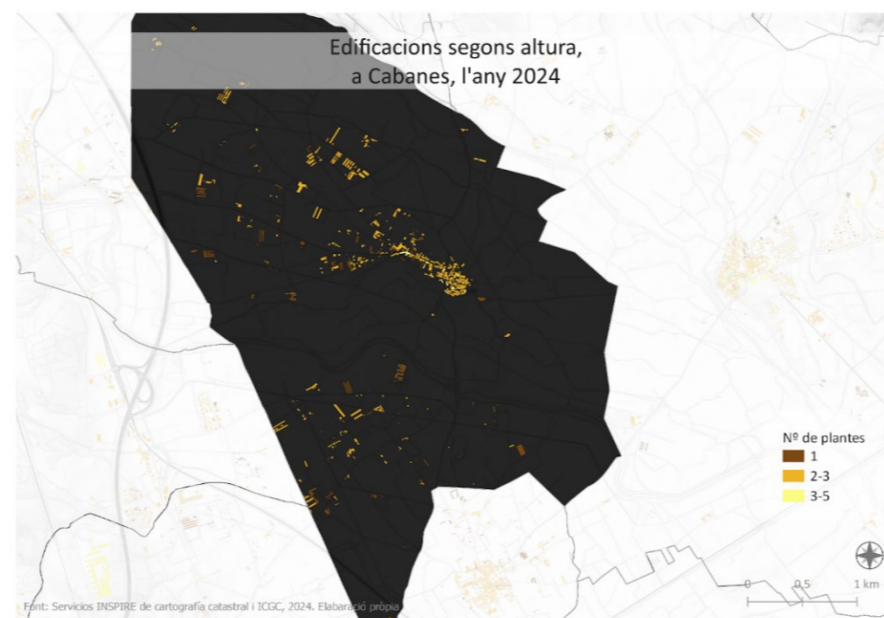 Edificacions segons altura,
a Cabanes, l'any 2024
Nº de plantes
1
2-3
3-5
0 0,5 1 km
Font: Servicios INSPIRE de cartografía catastral i ICGC, 2024. Elaboració pròpia